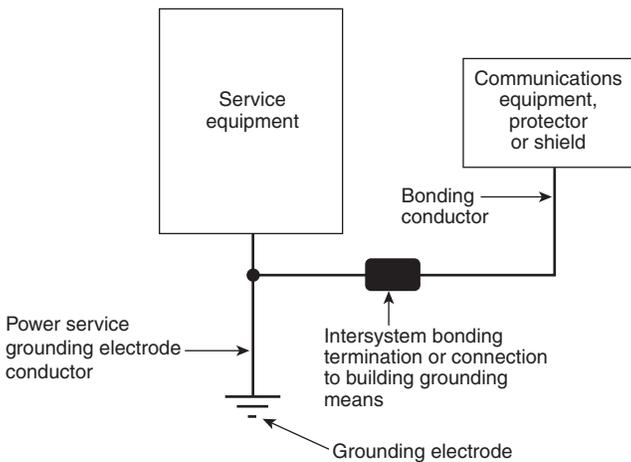 Service
equipment
Communications
equipment,
protector
or shield
Bonding
conductor
Power service
grounding electrode
conductor
Intersystem bonding
termination or connection
to building grounding
means
Grounding electrode